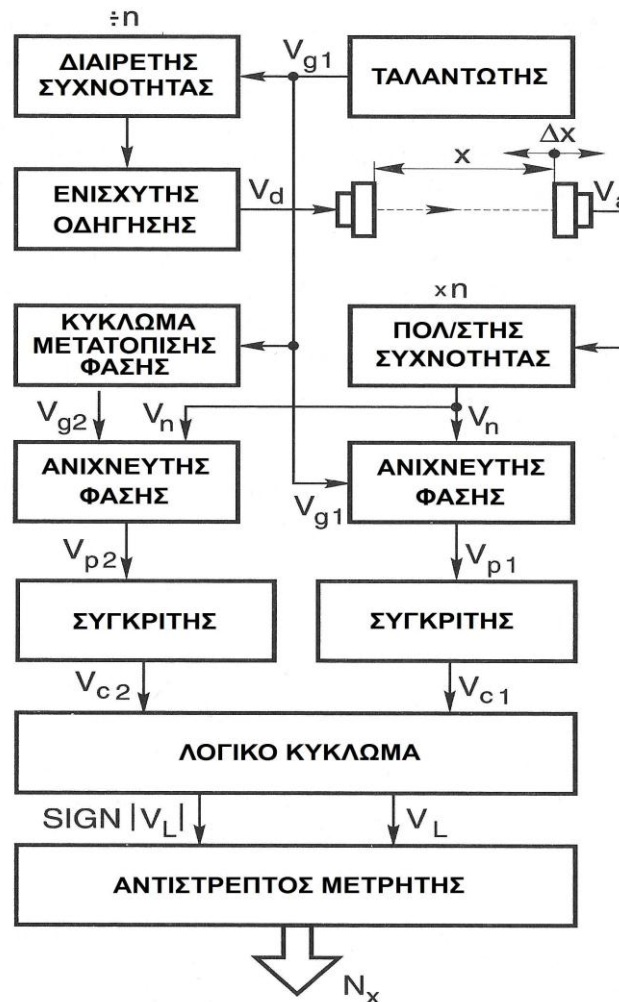 ÷n
ΔΙΑΙΡΕΤΗΣ
ΣΥΧΝΟΤΗΤΑΣ
Vg1
ΤΑΛΑΝΤΩΤΗΣ
Δx
x
ΕΝΙΣΧΥΤΗΣ
ΟΔΗΓΗΣΗΣ
Vd
Va
×n
ΚΥΚΛΩΜΑ
ΜΕΤΑΤΟΠΙΣΗΣ
ΦΑΣΗΣ
ΠΟΛ/ΣΤΗΣ
ΣΥΧΝΟΤΗΤΑΣ
Vg2
Vn
Vn
ΑΝΙΧΝΕΥΤΗΣ
ΦΑΣΗΣ
Vg1
ΑΝΙΧΝΕΥΤΗΣ
ΦΑΣΗΣ
Vp2
Vp1
ΣΥΓΚΡΙΤΗΣ
ΣΥΓΚΡΙΤΗΣ
Vc2
Vc1
ΛΟΓΙΚΟ ΚΥΚΛΩΜΑ
SIGN |VL|
VL
ΑΝΤΙΣΤΡΕΠΤΟΣ ΜΕΤΡΗΤΗΣ
Nx